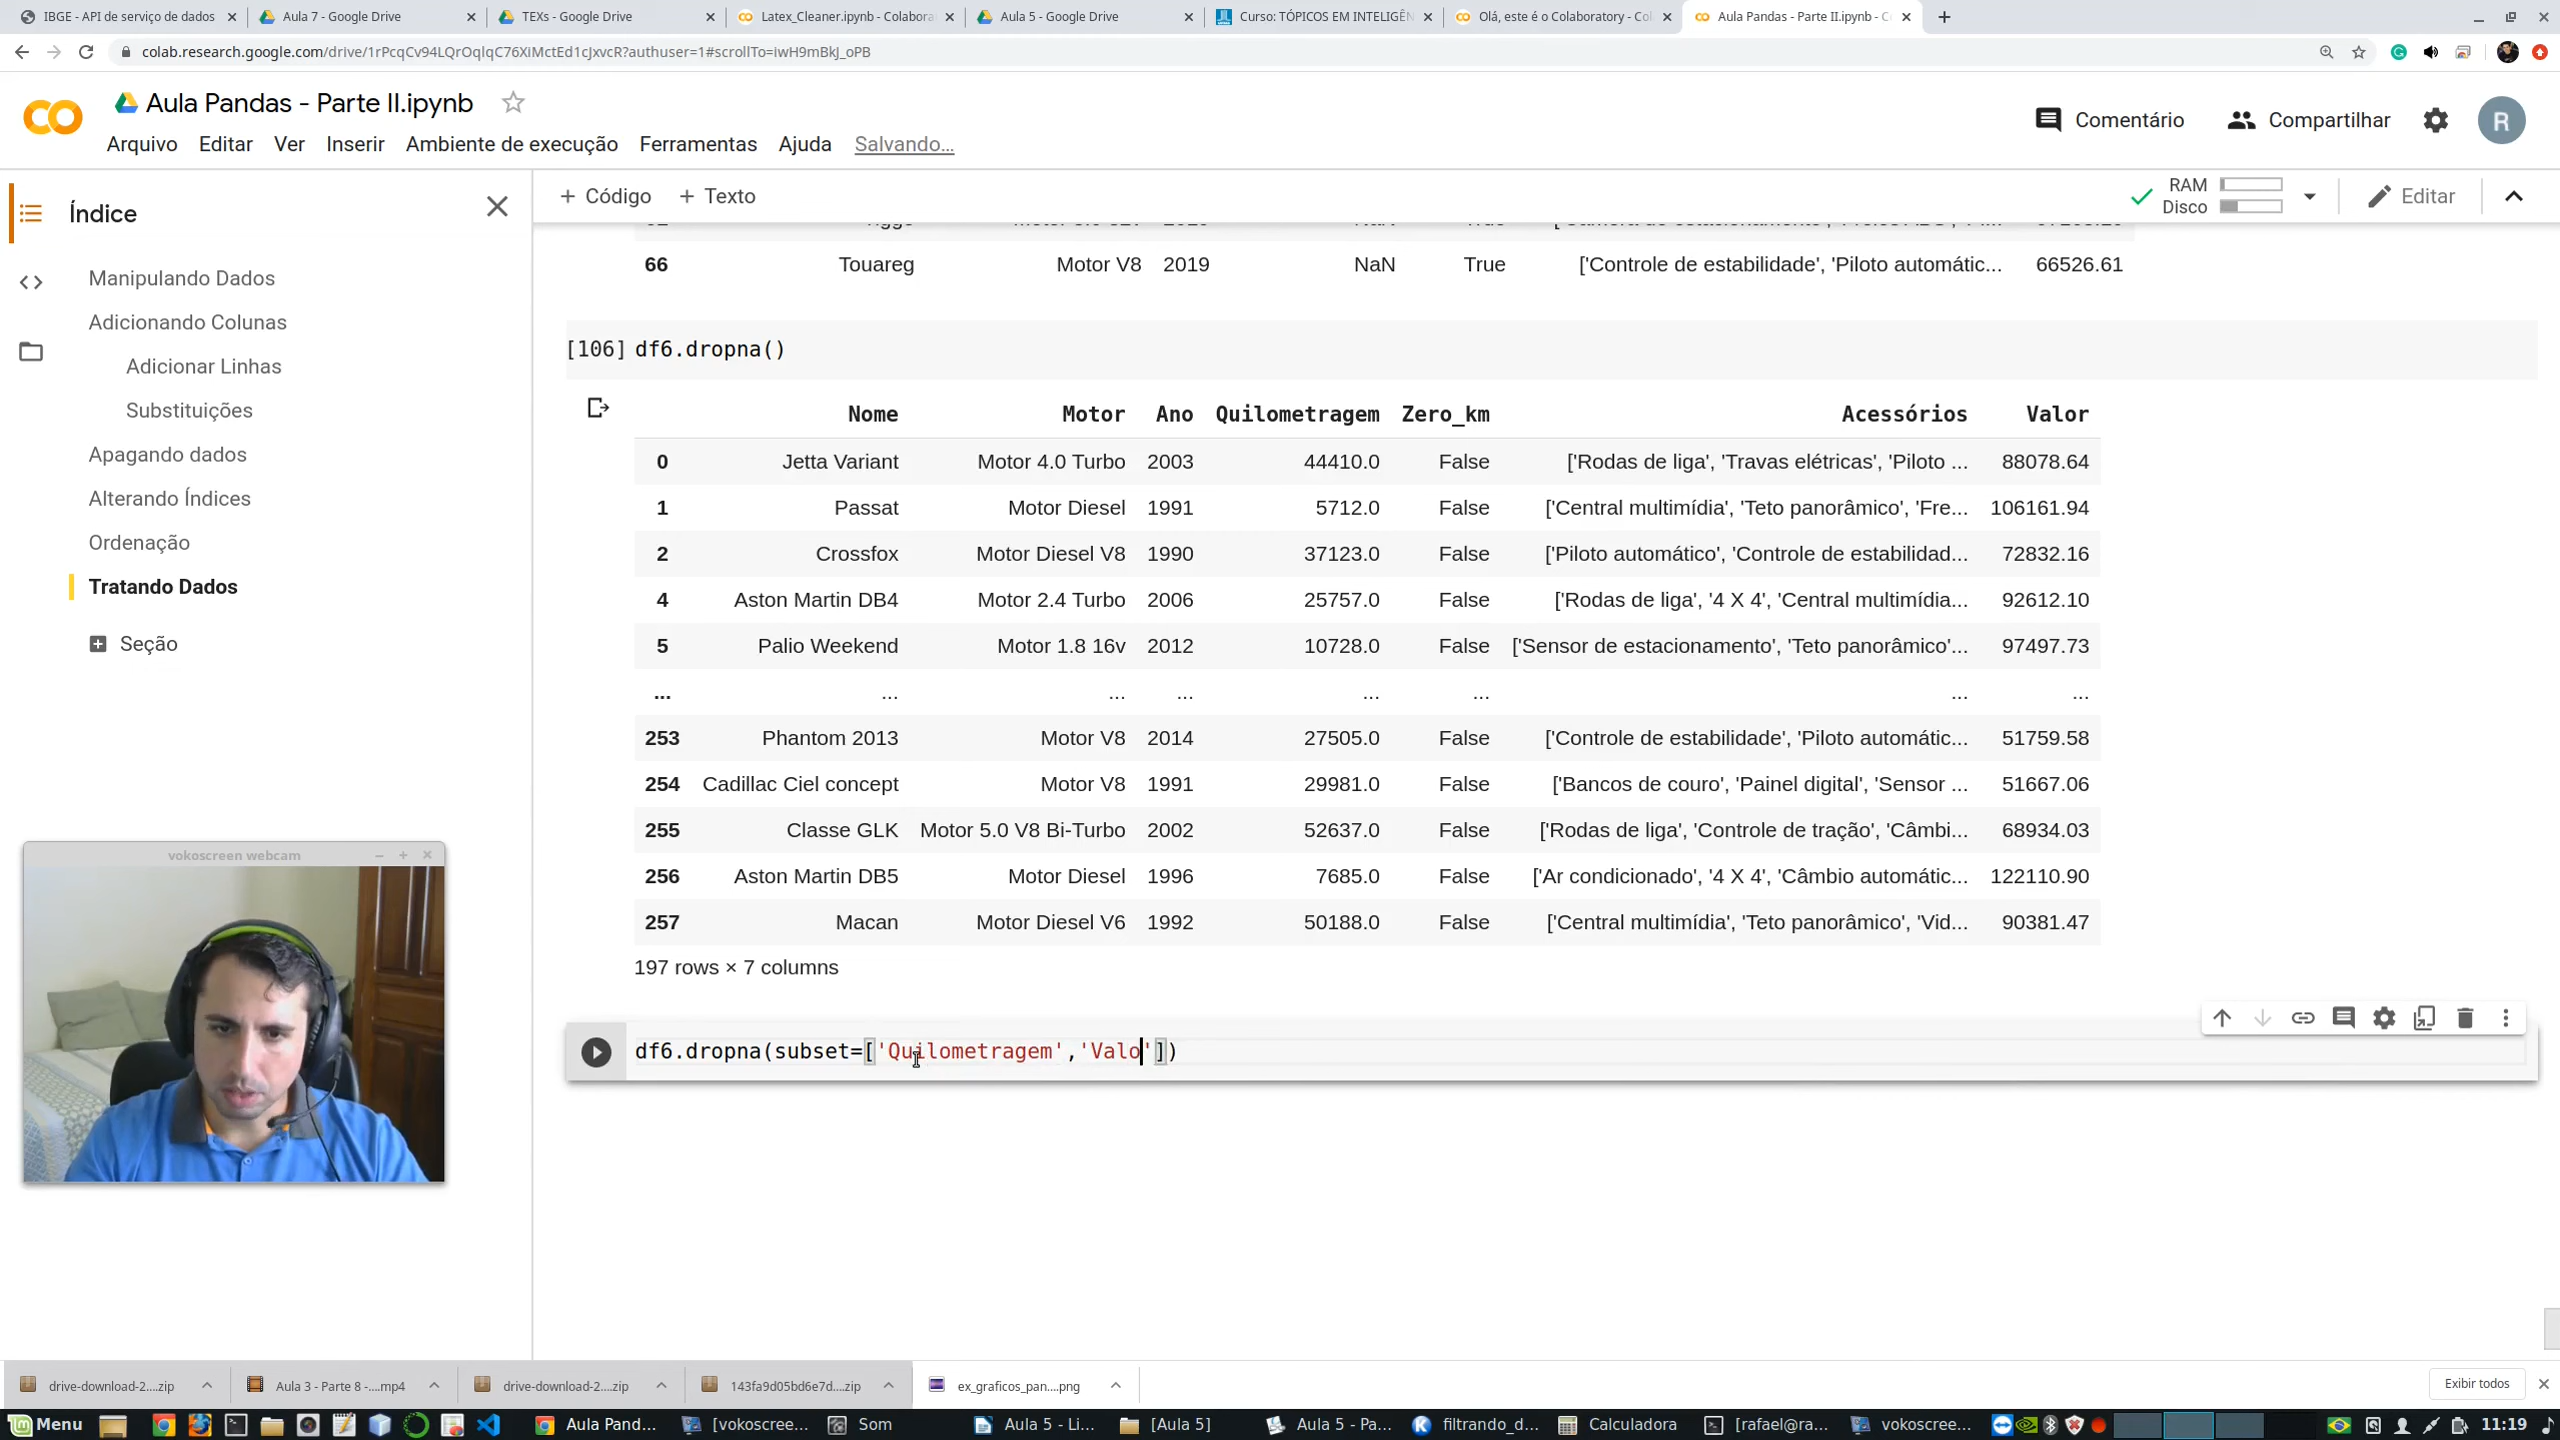 IBGE - API de serviço de dados
Aula 7 - Google Drive
TEXs - Google Drive
Latex_Cleaner.ipynb - Colabora
Aula 5 - Google Drive
Curso: TÓPICOS EM INTELIGÊN
Olá, este é o Colaboratory - Col
Aula Pandas - Parte II.ipynb - C
colab.research.google.com/drive/1rPcqCv94LQrOqlqC76XiMctEd1cJxvcR?authuser=1#scrollTo=iwH9mBkJ_oPB
Aula Pandas - Parte II.ipynb
Comentário
Compartilhar
R
Arquivo Editar Ver Inserir Ambiente de execução Ferramentas Ajuda Salvando...
Índice
+ Código + Texto
RAM
Disco
Editar
Manipulando Dados
Adicionando Colunas
Adicionar Linhas
Substituições
Apagando dados
Alterando Índices
Ordenação
Tratando Dados
Seção
66 Touareg Motor V8 2019 NaN True ['Controle de estabilidade', 'Piloto automátic... 66526.61
[106] df6.dropna()
Nome Motor Ano Quilometragem Zero_km Acessórios Valor
0 Jetta Variant Motor 4.0 Turbo 2003 44410.0 False ['Rodas de liga', 'Travas elétricas', 'Piloto ... 88078.64
1 Passat Motor Diesel 1991 5712.0 False ['Central multimídia', 'Teto panorâmico', 'Fre... 106161.94
2 Crossfox Motor Diesel V8 1990 37123.0 False ['Piloto automático', 'Controle de estabilidad... 72832.16
4 Aston Martin DB4 Motor 2.4 Turbo 2006 25757.0 False ['Rodas de liga', '4 X 4', 'Central multimídia... 92612.10
5 Palio Weekend Motor 1.8 16v 2012 10728.0 False ['Sensor de estacionamento', 'Teto panorâmico'... 97497.73
... ... ... ... ... ... ... ...
253 Phantom 2013 Motor V8 2014 27505.0 False ['Controle de estabilidade', 'Piloto automátic... 51759.58
254 Cadillac Ciel concept Motor V8 1991 29981.0 False ['Bancos de couro', 'Painel digital', 'Sensor ... 51667.06
255 Classe GLK Motor 5.0 V8 Bi-Turbo 2002 52637.0 False ['Rodas de liga', 'Controle de tração', 'Câmbi... 68934.03
256 Aston Martin DB5 Motor Diesel 1996 7685.0 False ['Ar condicionado', '4 X 4', 'Câmbio automátic... 122110.90
257 Macan Motor Diesel V6 1992 50188.0 False ['Central multimídia', 'Teto panorâmico', 'Vid... 90381.47
197 rows × 7 columns
df6.dropna(subset=['Quilometragem','Valo'])
vokoscreen webcam
drive-download-2....zip
Aula 3 - Parte 8 -....mp4
drive-download-2....zip
143fa9d05bd6e7d....zip
ex_graficos_pan....png
Exibir todos
Menu
Aula Pand...
[vokoscree...
Som
Aula 5 - Li...
[Aula 5]
Aula 5 - Pa...
filtrando_d...
Calculadora
[rafael@ra...
vokoscree...
11:19